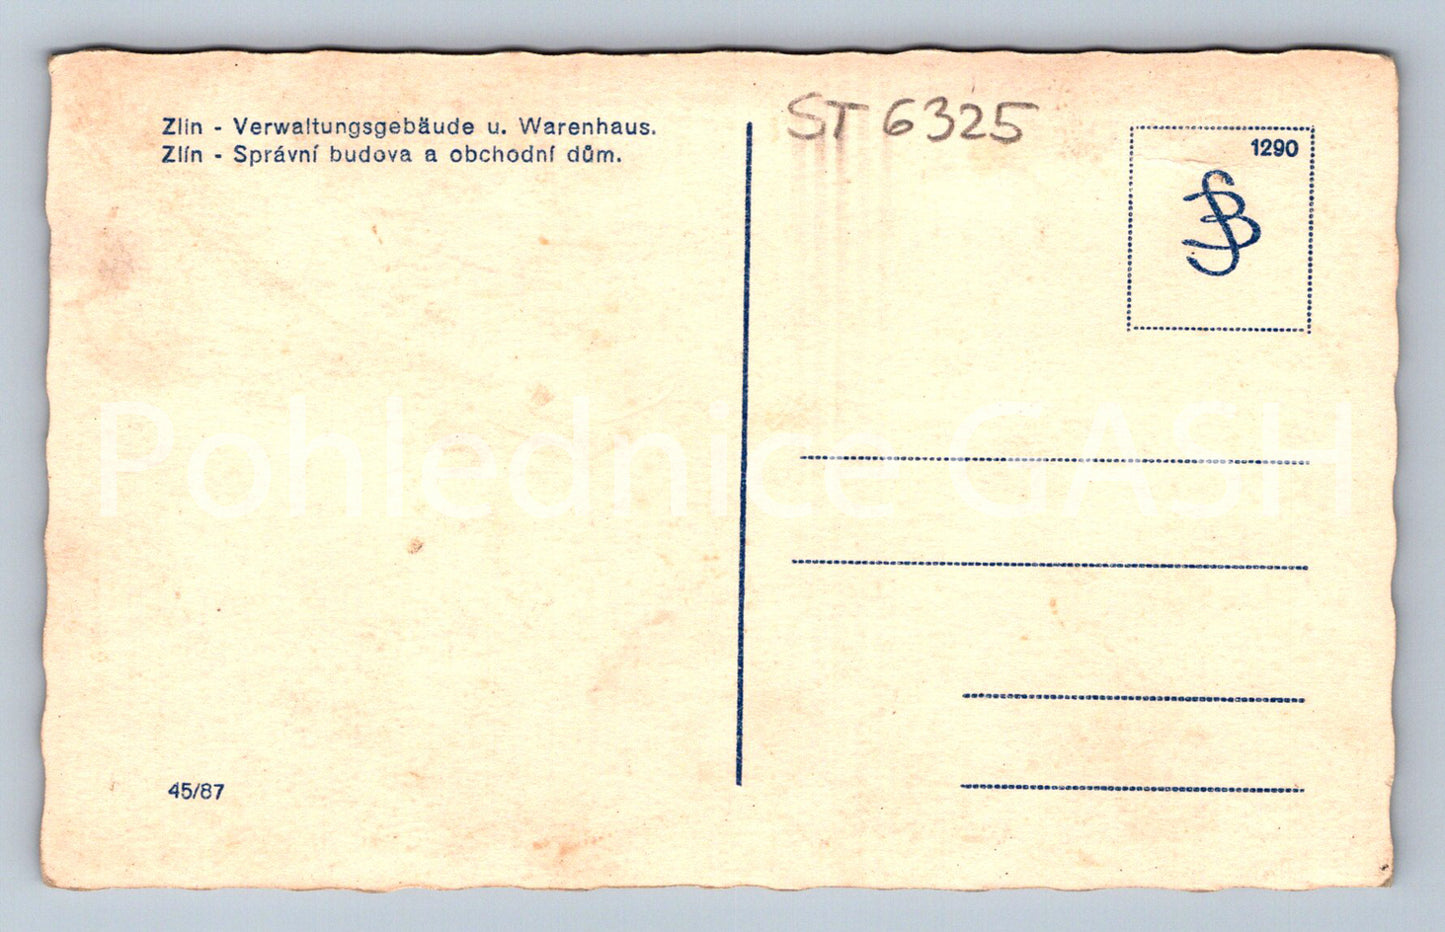 Zlin - Verwaltungsgebäude u. Warenhaus.
Zlín - Správní budova a obchodní dům.
ST 6325
1290
Pohlednice GASH
45/87